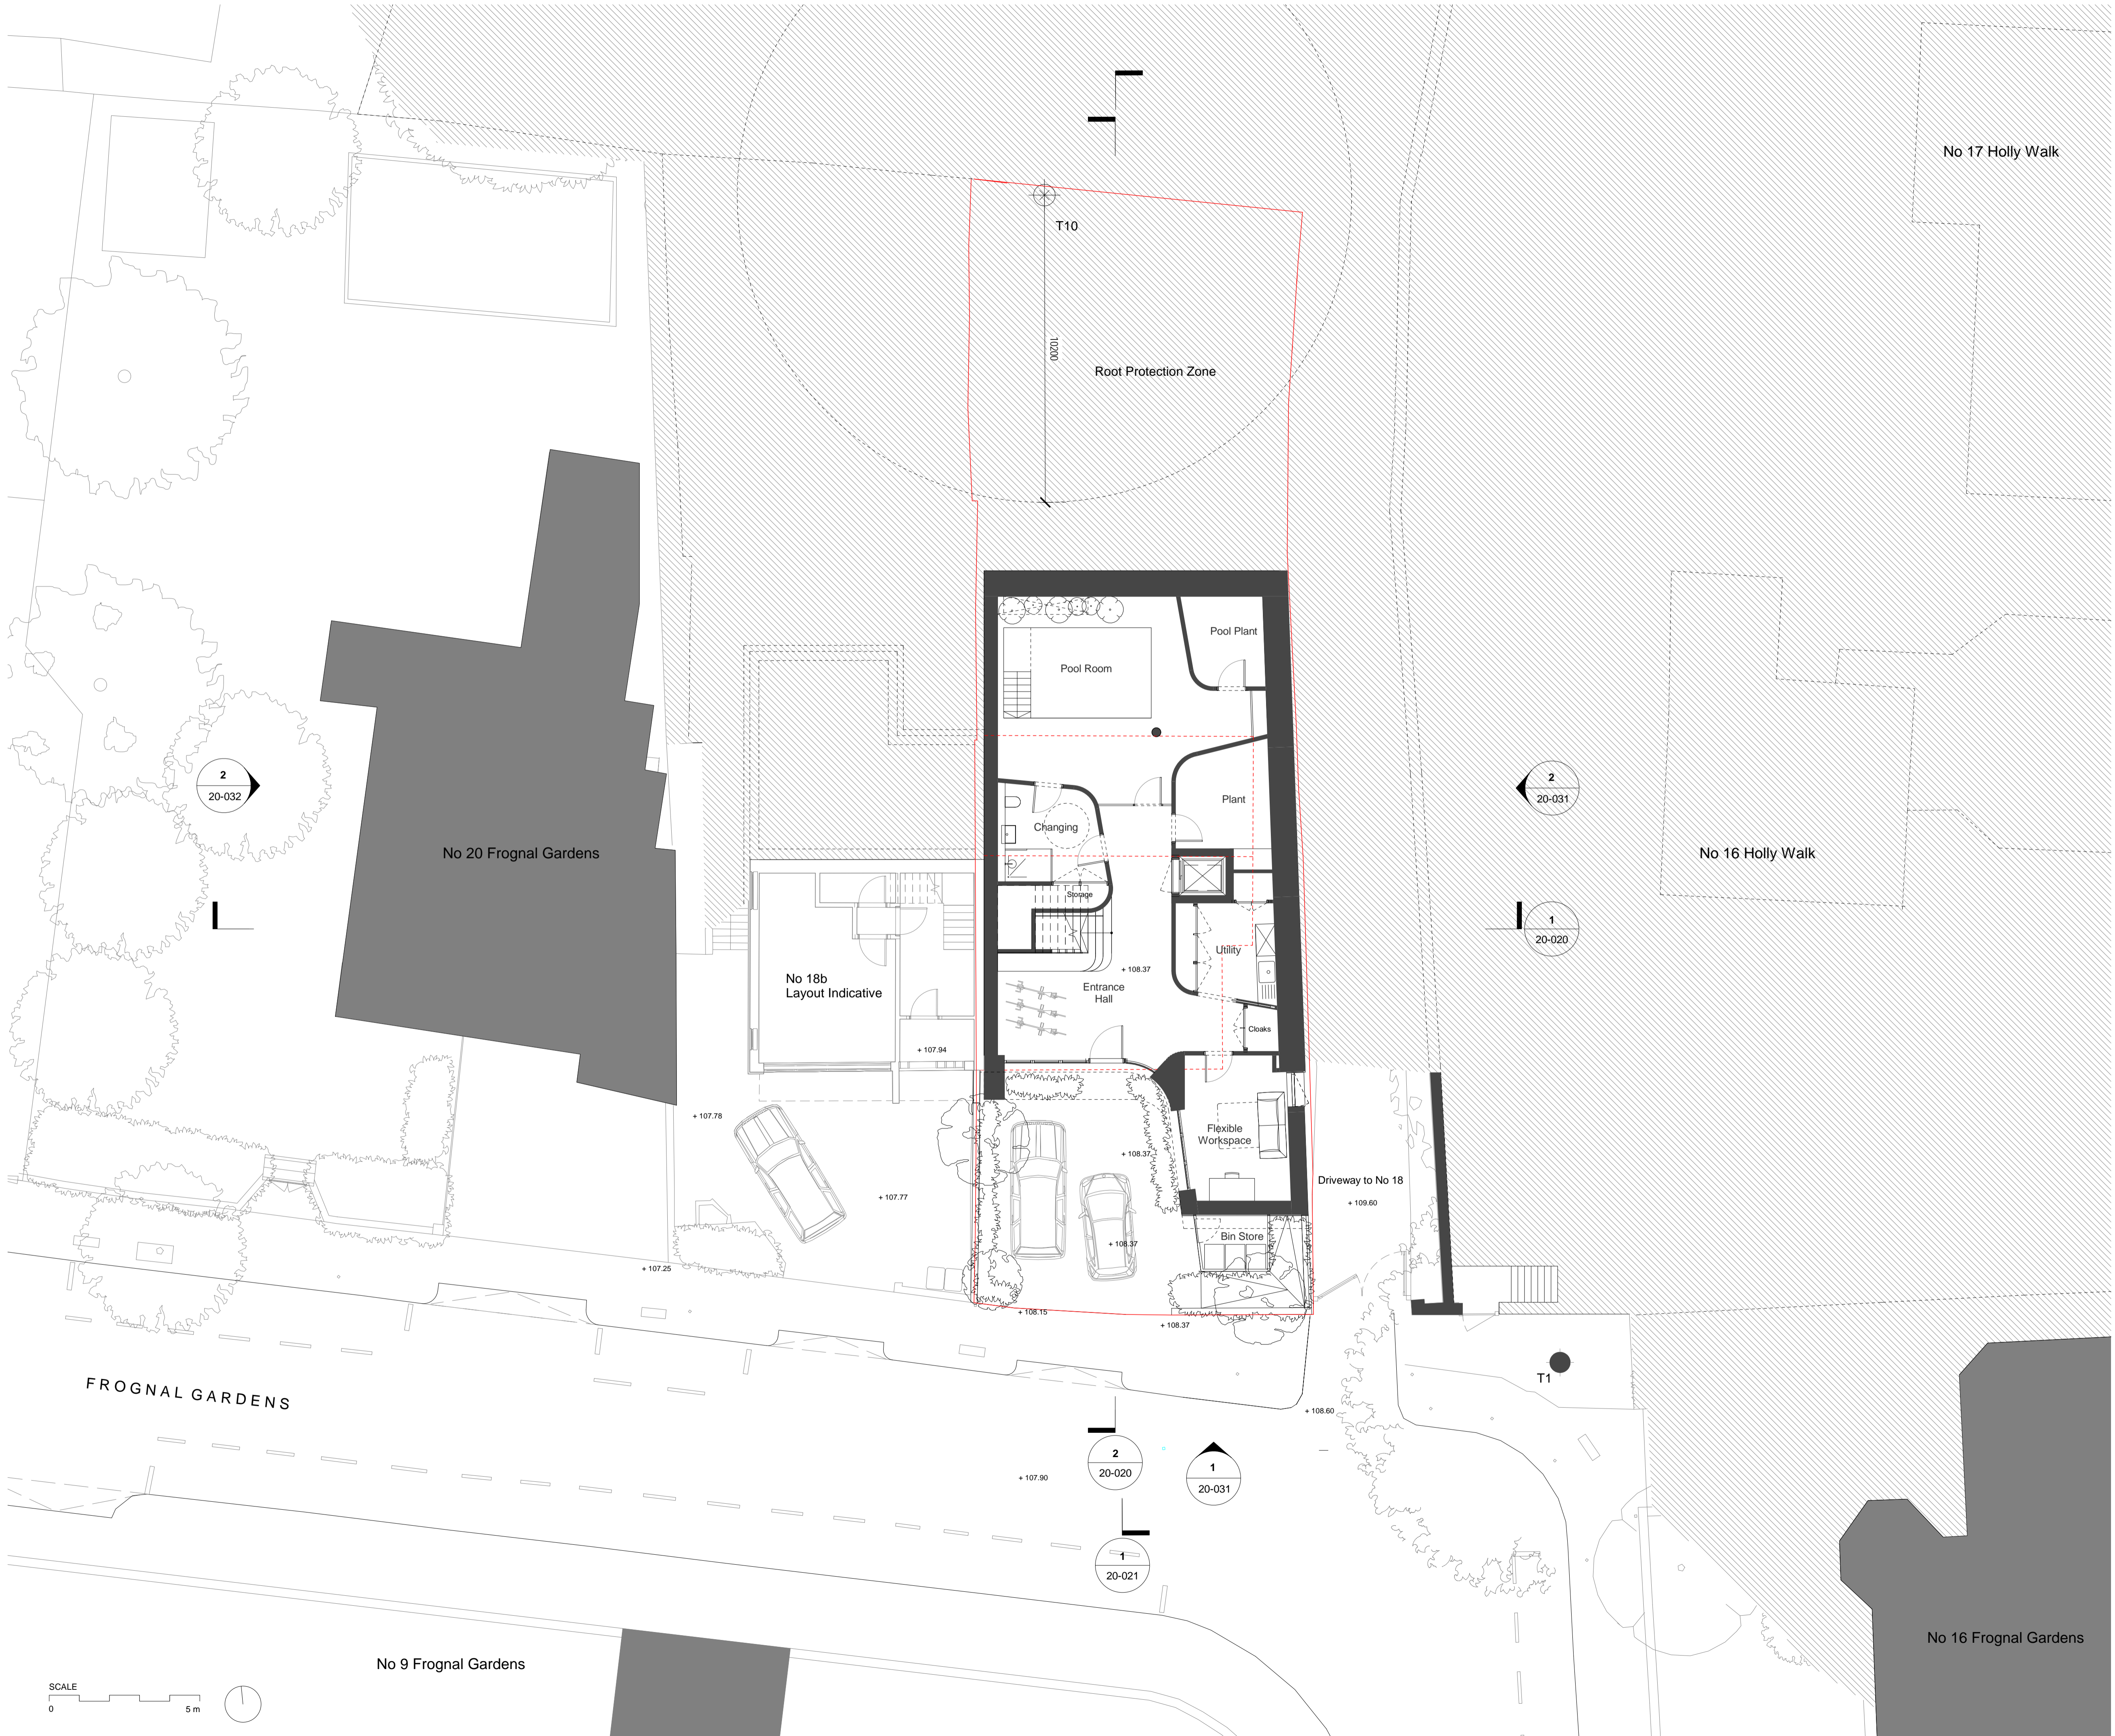 No 17 Holly Walk
T10
10200
Root Protection Zone
Pool Plant
Pool Room
2
20-032
2
20-031
Plant
Changing
No 20 Frognal Gardens
No 16 Holly Walk
Storage
1
20-020
Utility
No 18b
Layout Indicative
+ 108.37
Entrance
Hall
Cloaks
+ 107.94
+ 107.78
Flexible
Workspace
+ 108.37
Driveway to No 18
+ 107.77
+ 109.60
Bin Store
+ 108.37
+ 107.25
+ 108.15
+ 108.37
T1
FROGNAL GARDENS
+ 108.60
2
20-020
1
20-031
+ 107.90
1
20-021
No 16 Frognal Gardens
No 9 Frognal Gardens
SCALE
0
5 m